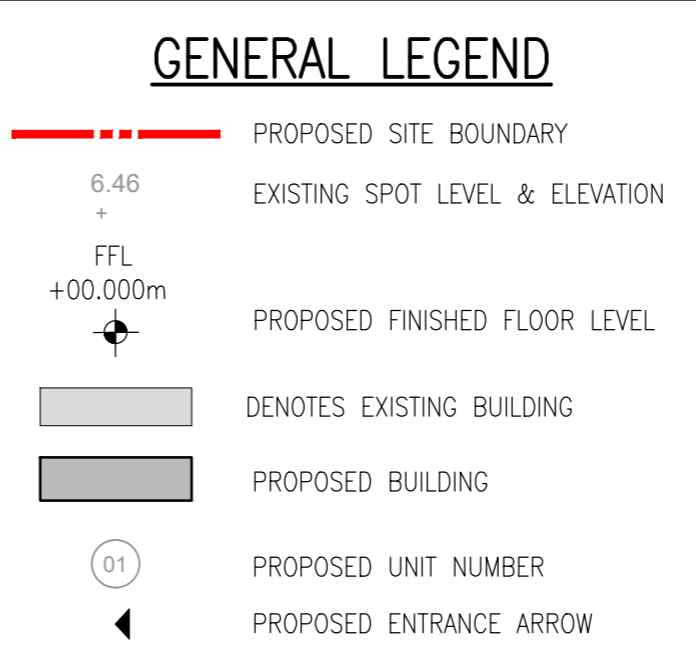 GENERAL LEGEND
PROPOSED SITE BOUNDARY
6.46
+
EXISTING SPOT LEVEL & ELEVATION
FFL
+00.000m
PROPOSED FINISHED FLOOR LEVEL
DENOTES EXISTING BUILDING
PROPOSED BUILDING
01
PROPOSED UNIT NUMBER
PROPOSED ENTRANCE ARROW